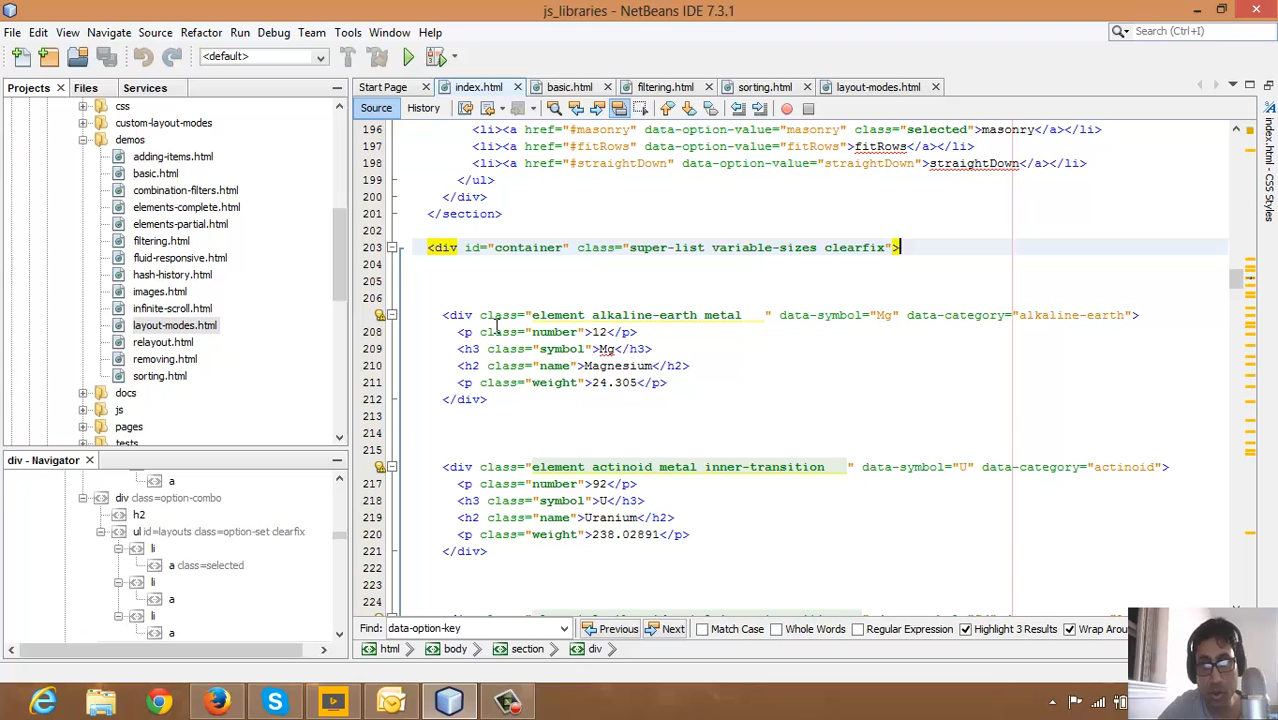 js_libraries - NetBeans IDE 7.3.1
File Edit View Navigate Source Refactor Run Debug Team Tools Window Help
Search (Ctrl+I)
<default>
Projects Files Services
Start Page index.html basic.html filtering.html sorting.html layout-modes.html
Source History
css
custom-layout-modes
demos
adding-items.html
basic.html
combination-filters.html
elements-complete.html
elements-partial.html
filtering.html
fluid-responsive.html
hash-history.html
images.html
infinite-scroll.html
layout-modes.html
relayout.html
removing.html
sorting.html
docs
js
pages
tests
div - Navigator
a
div class=option-combo
h2
ul id=layouts class=option-set clearfix
li
a class=selected
li
a
li
a
196 <li><a href="#masonry" data-option-value="masonry" class="selected">masonry</a></li>
197 <li><a href="#fitRows" data-option-value="fitRows">fitRows</a></li>
198 <li><a href="#straightDown" data-option-value="straightDown">straightDown</a></li>
199 </ul>
200 </div>
201 </section>
202
203 <div id="container" class="super-list variable-sizes clearfix">
204
205
206
<div class="element alkaline-earth metal " data-symbol="Mg" data-category="alkaline-earth">
208 <p class="number">12</p>
209 <h3 class="symbol">Mg</h3>
210 <h2 class="name">Magnesium</h2>
211 <p class="weight">24.305</p>
212 </div>
213
214
215
<div class="element actinoid metal inner-transition " data-symbol="U" data-category="actinoid">
217 <p class="number">92</p>
218 <h3 class="symbol">U</h3>
219 <h2 class="name">Uranium</h2>
220 <p class="weight">238.02891</p>
221 </div>
222
223
224
Find: data-option-key Previous Next Match Case Whole Words Regular Expression Highlight 3 Results Wrap Arou
html body section div
index.html - CSS Styles